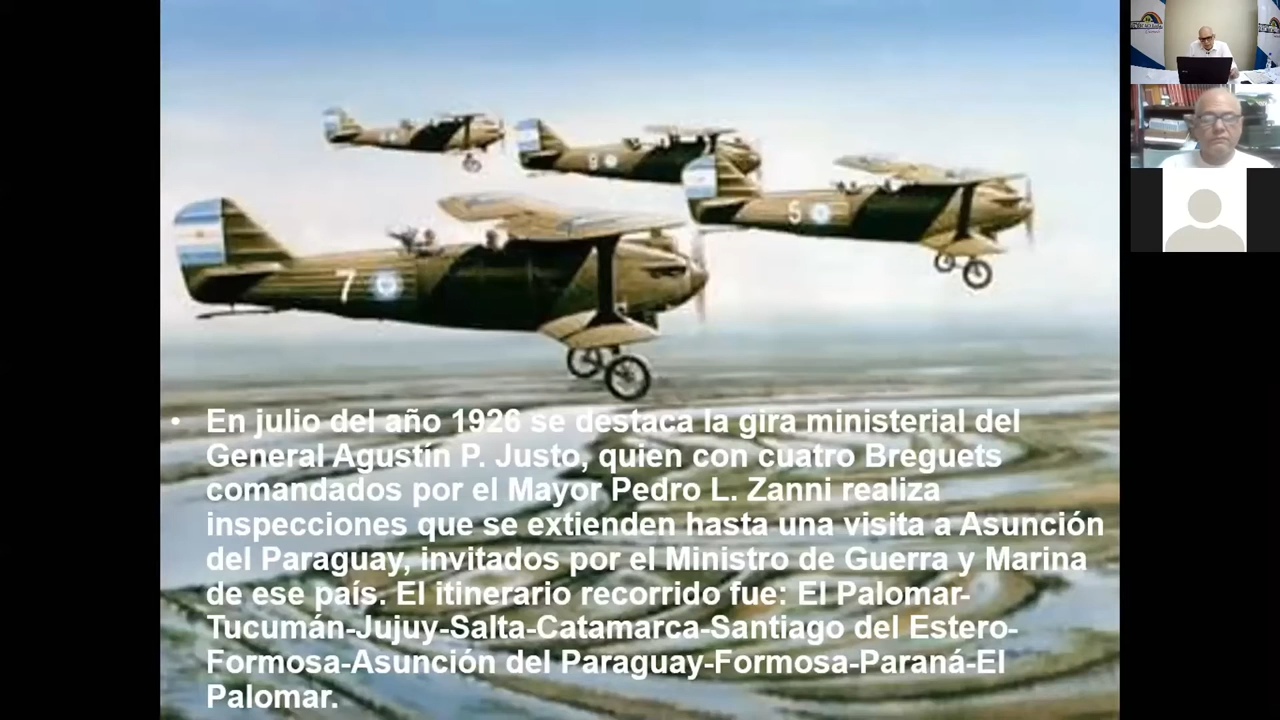 9
5
7
• En julio del año 1926 se destaca la gira ministerial del
General Agustín P. Justo, quien con cuatro Breguets
comandados por el Mayor Pedro L. Zanni realiza
inspecciones que se extienden hasta una visita a Asunción
del Paraguay, invitados por el Ministro de Guerra y Marina
de ese país. El itinerario recorrido fue: El Palomar-
Tucumán-Jujuy-Salta-Catamarca-Santiago del Estero-
Formosa-Asunción del Paraguay-Formosa-Paraná-El
Palomar.